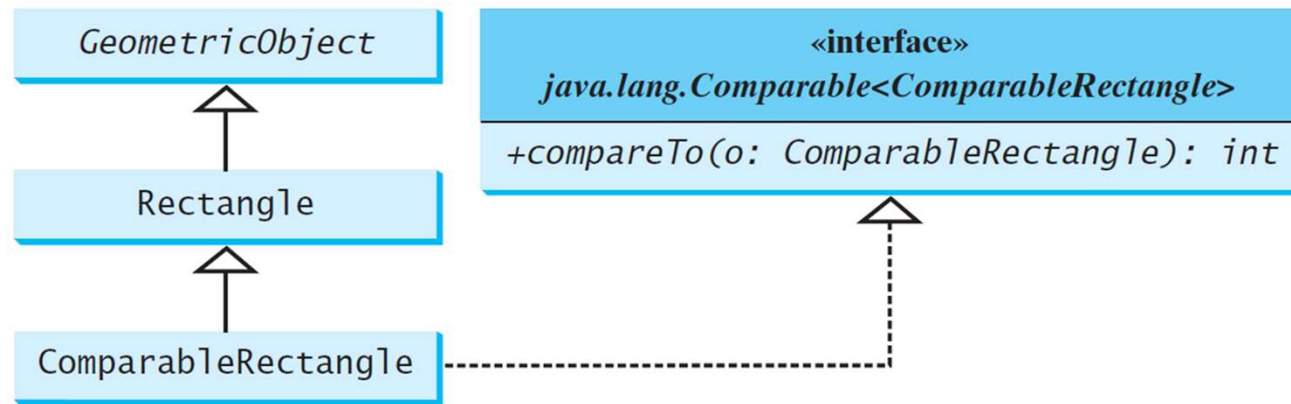 GeometricObject
«interface»
java.lang.Comparable<ComparableRectangle>
+compareTo(o: ComparableRectangle): int
Rectangle
ComparableRectangle